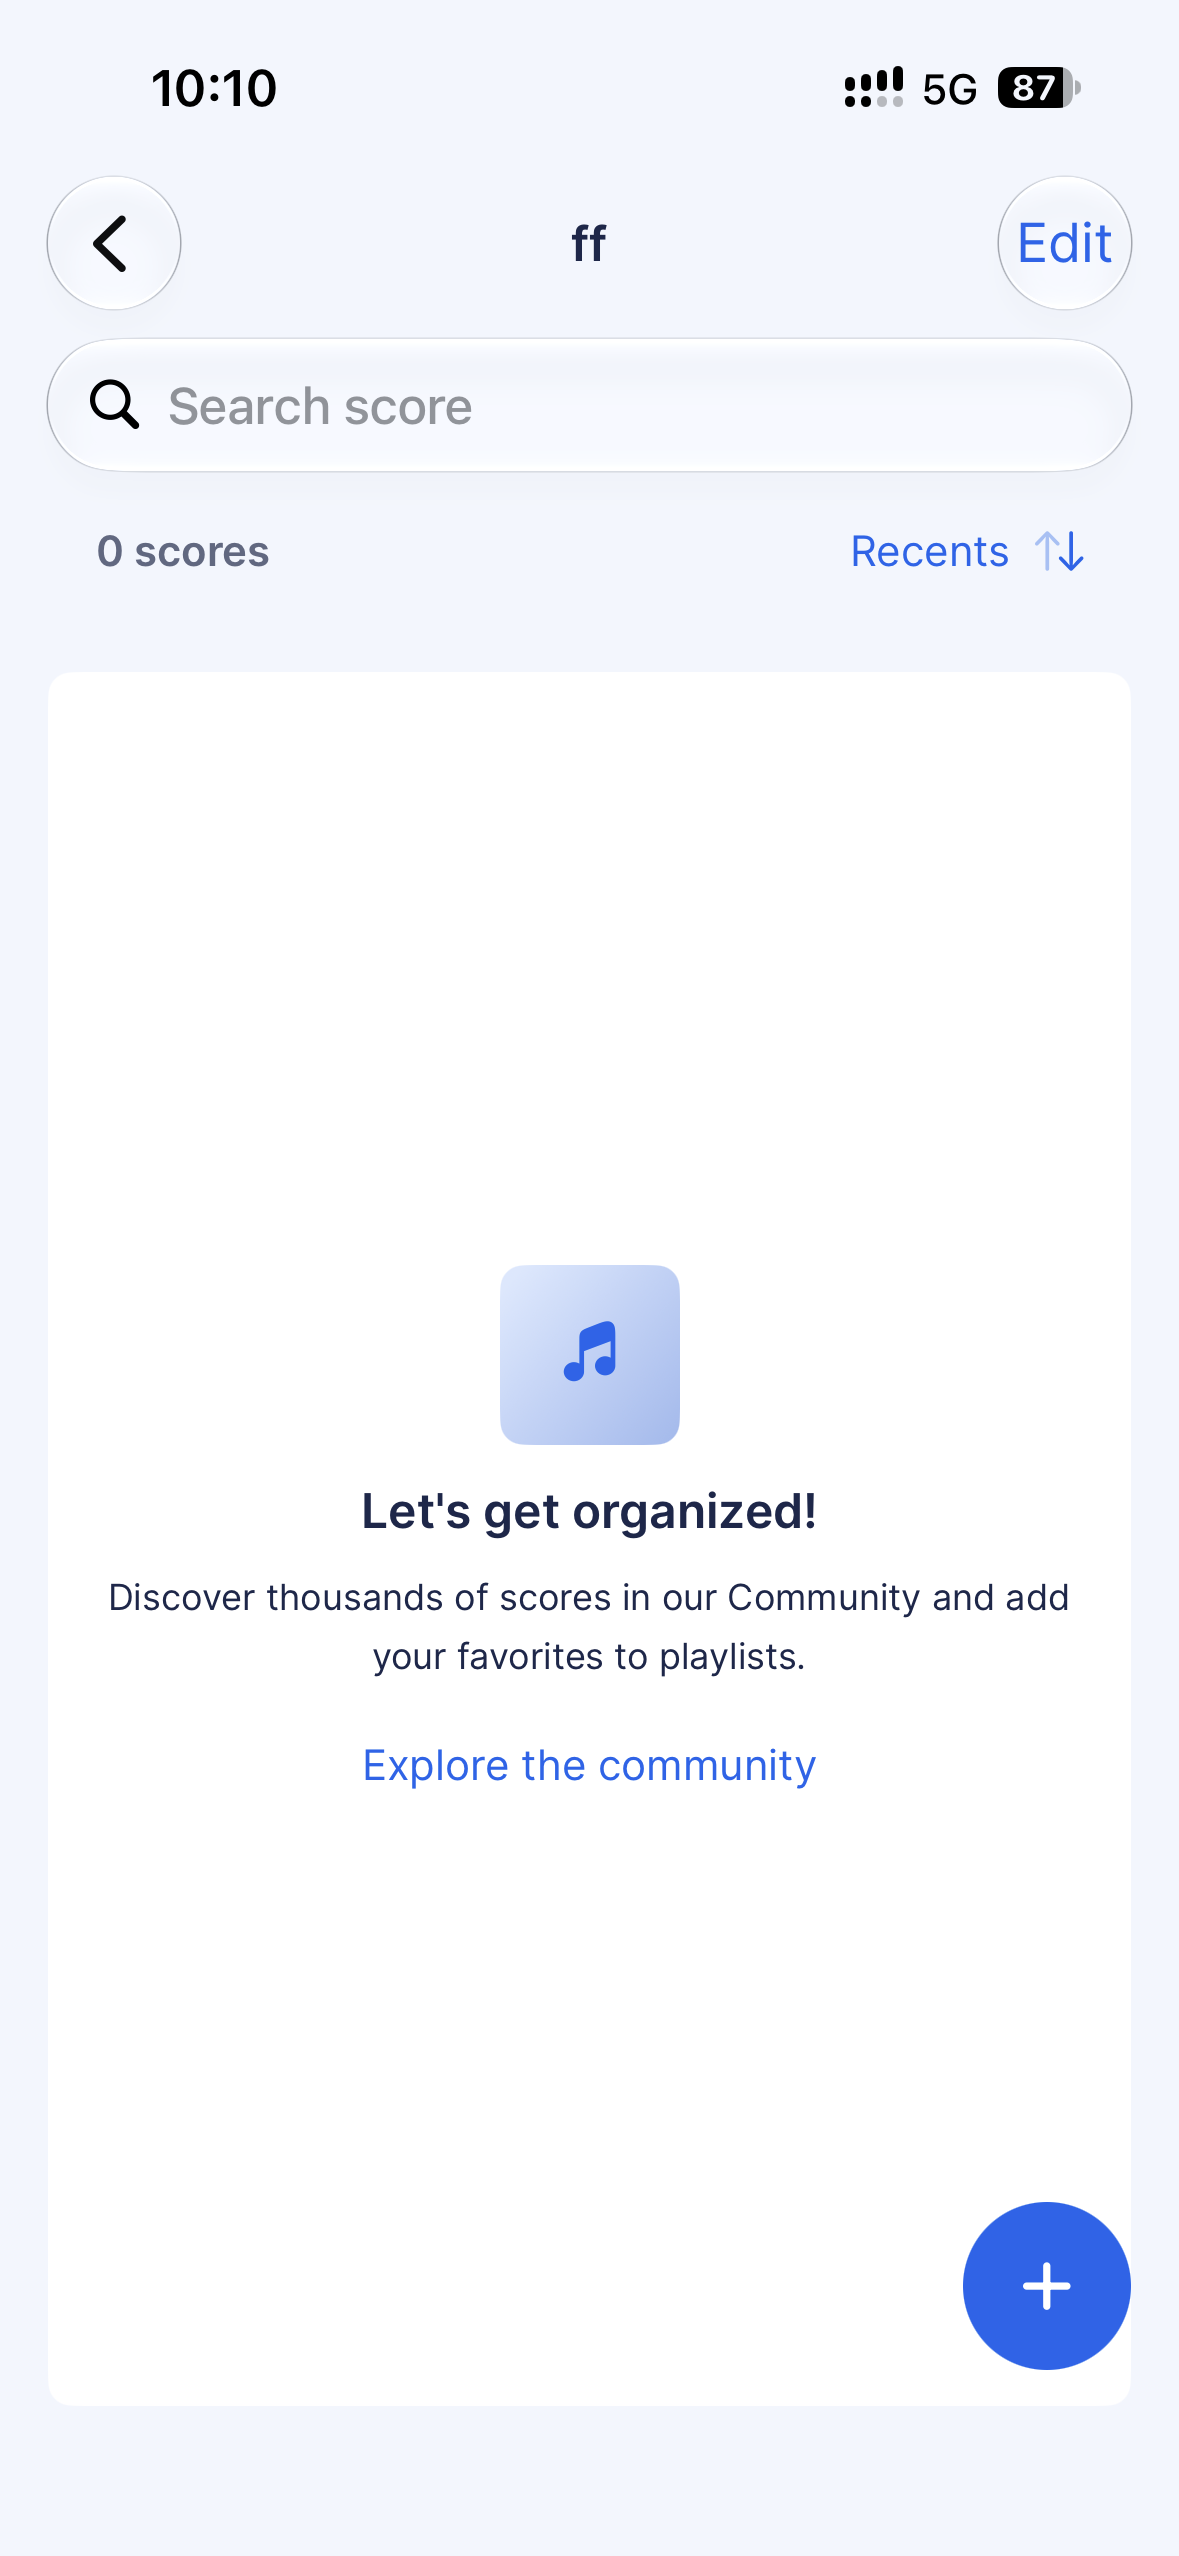 10:10
5G
87
ff
Edit
Search score
0 scores
Recents
Let's get organized!
Discover thousands of scores in our Community and add
your favorites to playlists.
Explore the community